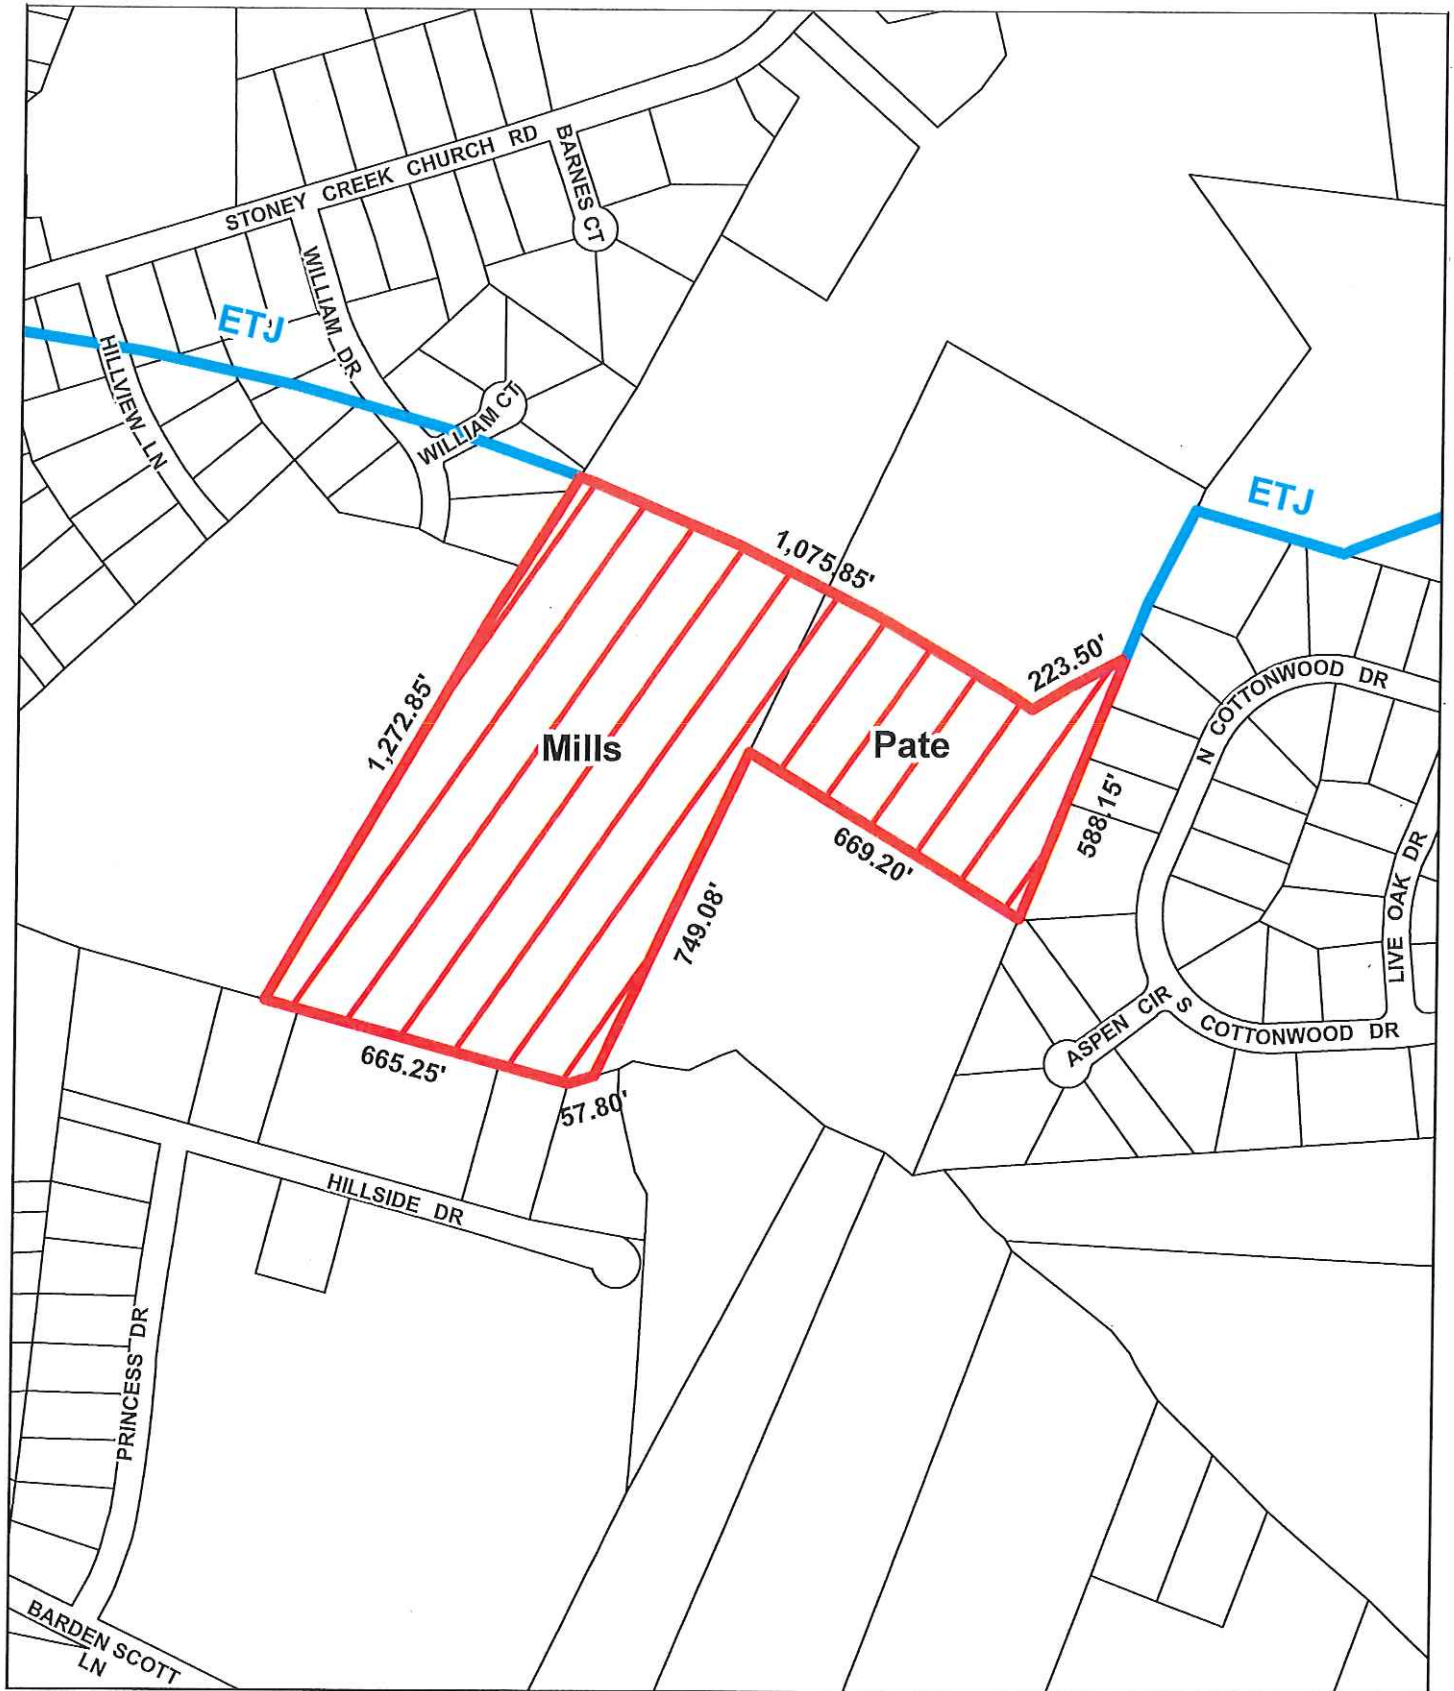 STONEY CREEK CHURCH RD
BARNES CT
WILLIAM DR
ETJ
HILLVIEW LN
WILLIAM CT
ETJ
1,075.85'
223.50'
N COTTONWOOD DR
1,272.85'
Mills
Pate
588.15'
669.20'
749.08'
LIVE OAK DR
ASPEN CIR
S COTTONWOOD DR
665.25'
57.80'
HILLSIDE DR
PRINCESS DR
BARDEN SCOTT
LN